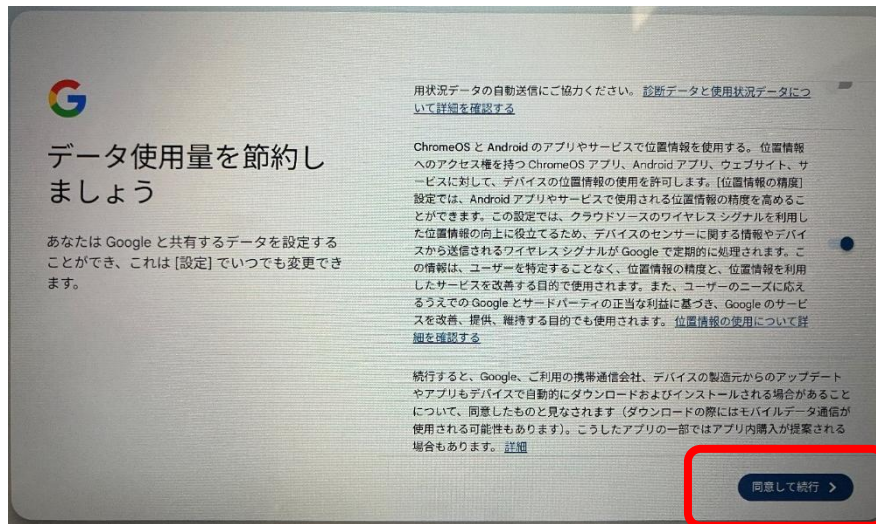 データ使用量を節約し
ましょう
あなたは Google と共有するデータを設定する
ことができ、これは [設定] でいつでも変更でき
ます。
用状況データの自動送信にご協力ください。 診断データと使用状況データにつ
いて詳細を確認する
ChromeOS と Android のアプリやサービスで位置情報を使用する。 位置情報
へのアクセス権を持つ ChromeOS アプリ、Android アプリ、ウェブサイト、サ
ービスに対して、デバイスの位置情報の使用を許可します。[位置情報の精度]
設定では、Android アプリやサービスで使用される位置情報の精度を高めるこ
とができます。この設定では、クラウドソースのワイヤレス シグナルを利用し
た位置情報の向上に役立てるため、デバイスのセンサーに関する情報やデバイ
スから送信されるワイヤレス シグナルが Google で定期的に処理されます。こ
の情報は、ユーザーを特定することなく、位置情報の精度と、位置情報を利用
したサービスを改善する目的で使用されます。また、ユーザーのニーズに応え
るうえでの Google とサードパーティの正当な利益に基づき、Google のサービ
スを改善、提供、維持する目的でも使用されます。 位置情報の使用について詳
細を確認する
続行すると、Google、ご利用の携帯通信会社、デバイスの製造元からのアップデート
やアプリもデバイスで自動的にダウンロードおよびインストールされる場合があること
について、同意したものと見なされます（ダウンロードの際にはモバイルデータ通信が
使用される可能性もあります）。こうしたアプリの一部ではアプリ内購入が提案される
場合もあります。 詳細
同意して続行